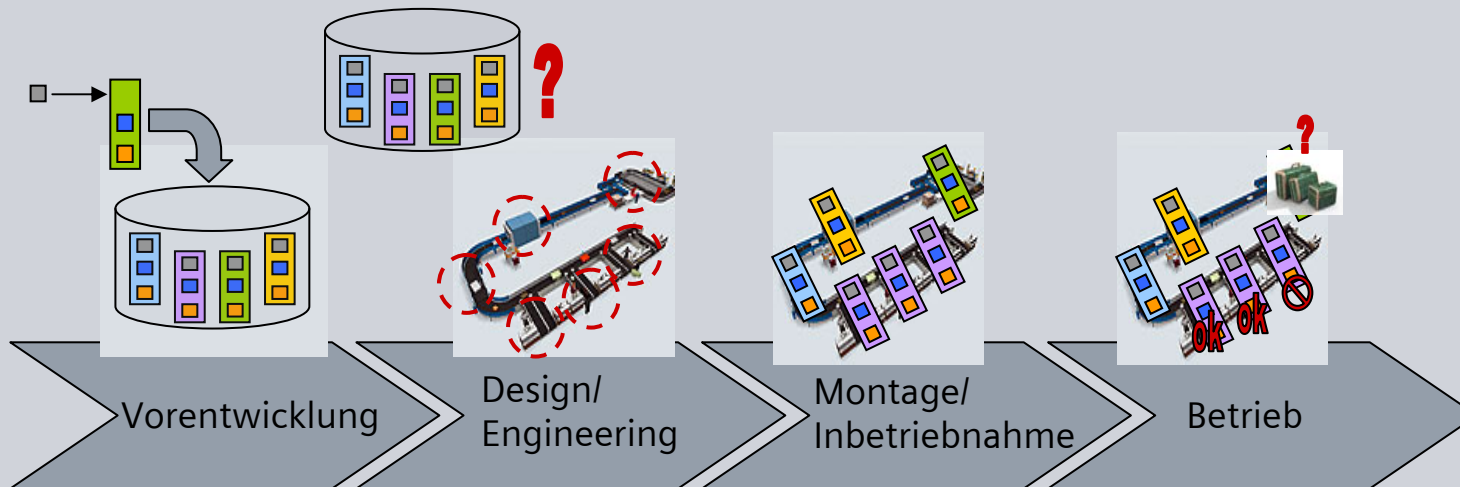 ?
?
ok
ok
Vorentwicklung
Design/
Engineering
Montage/
Inbetriebnahme
Betrieb